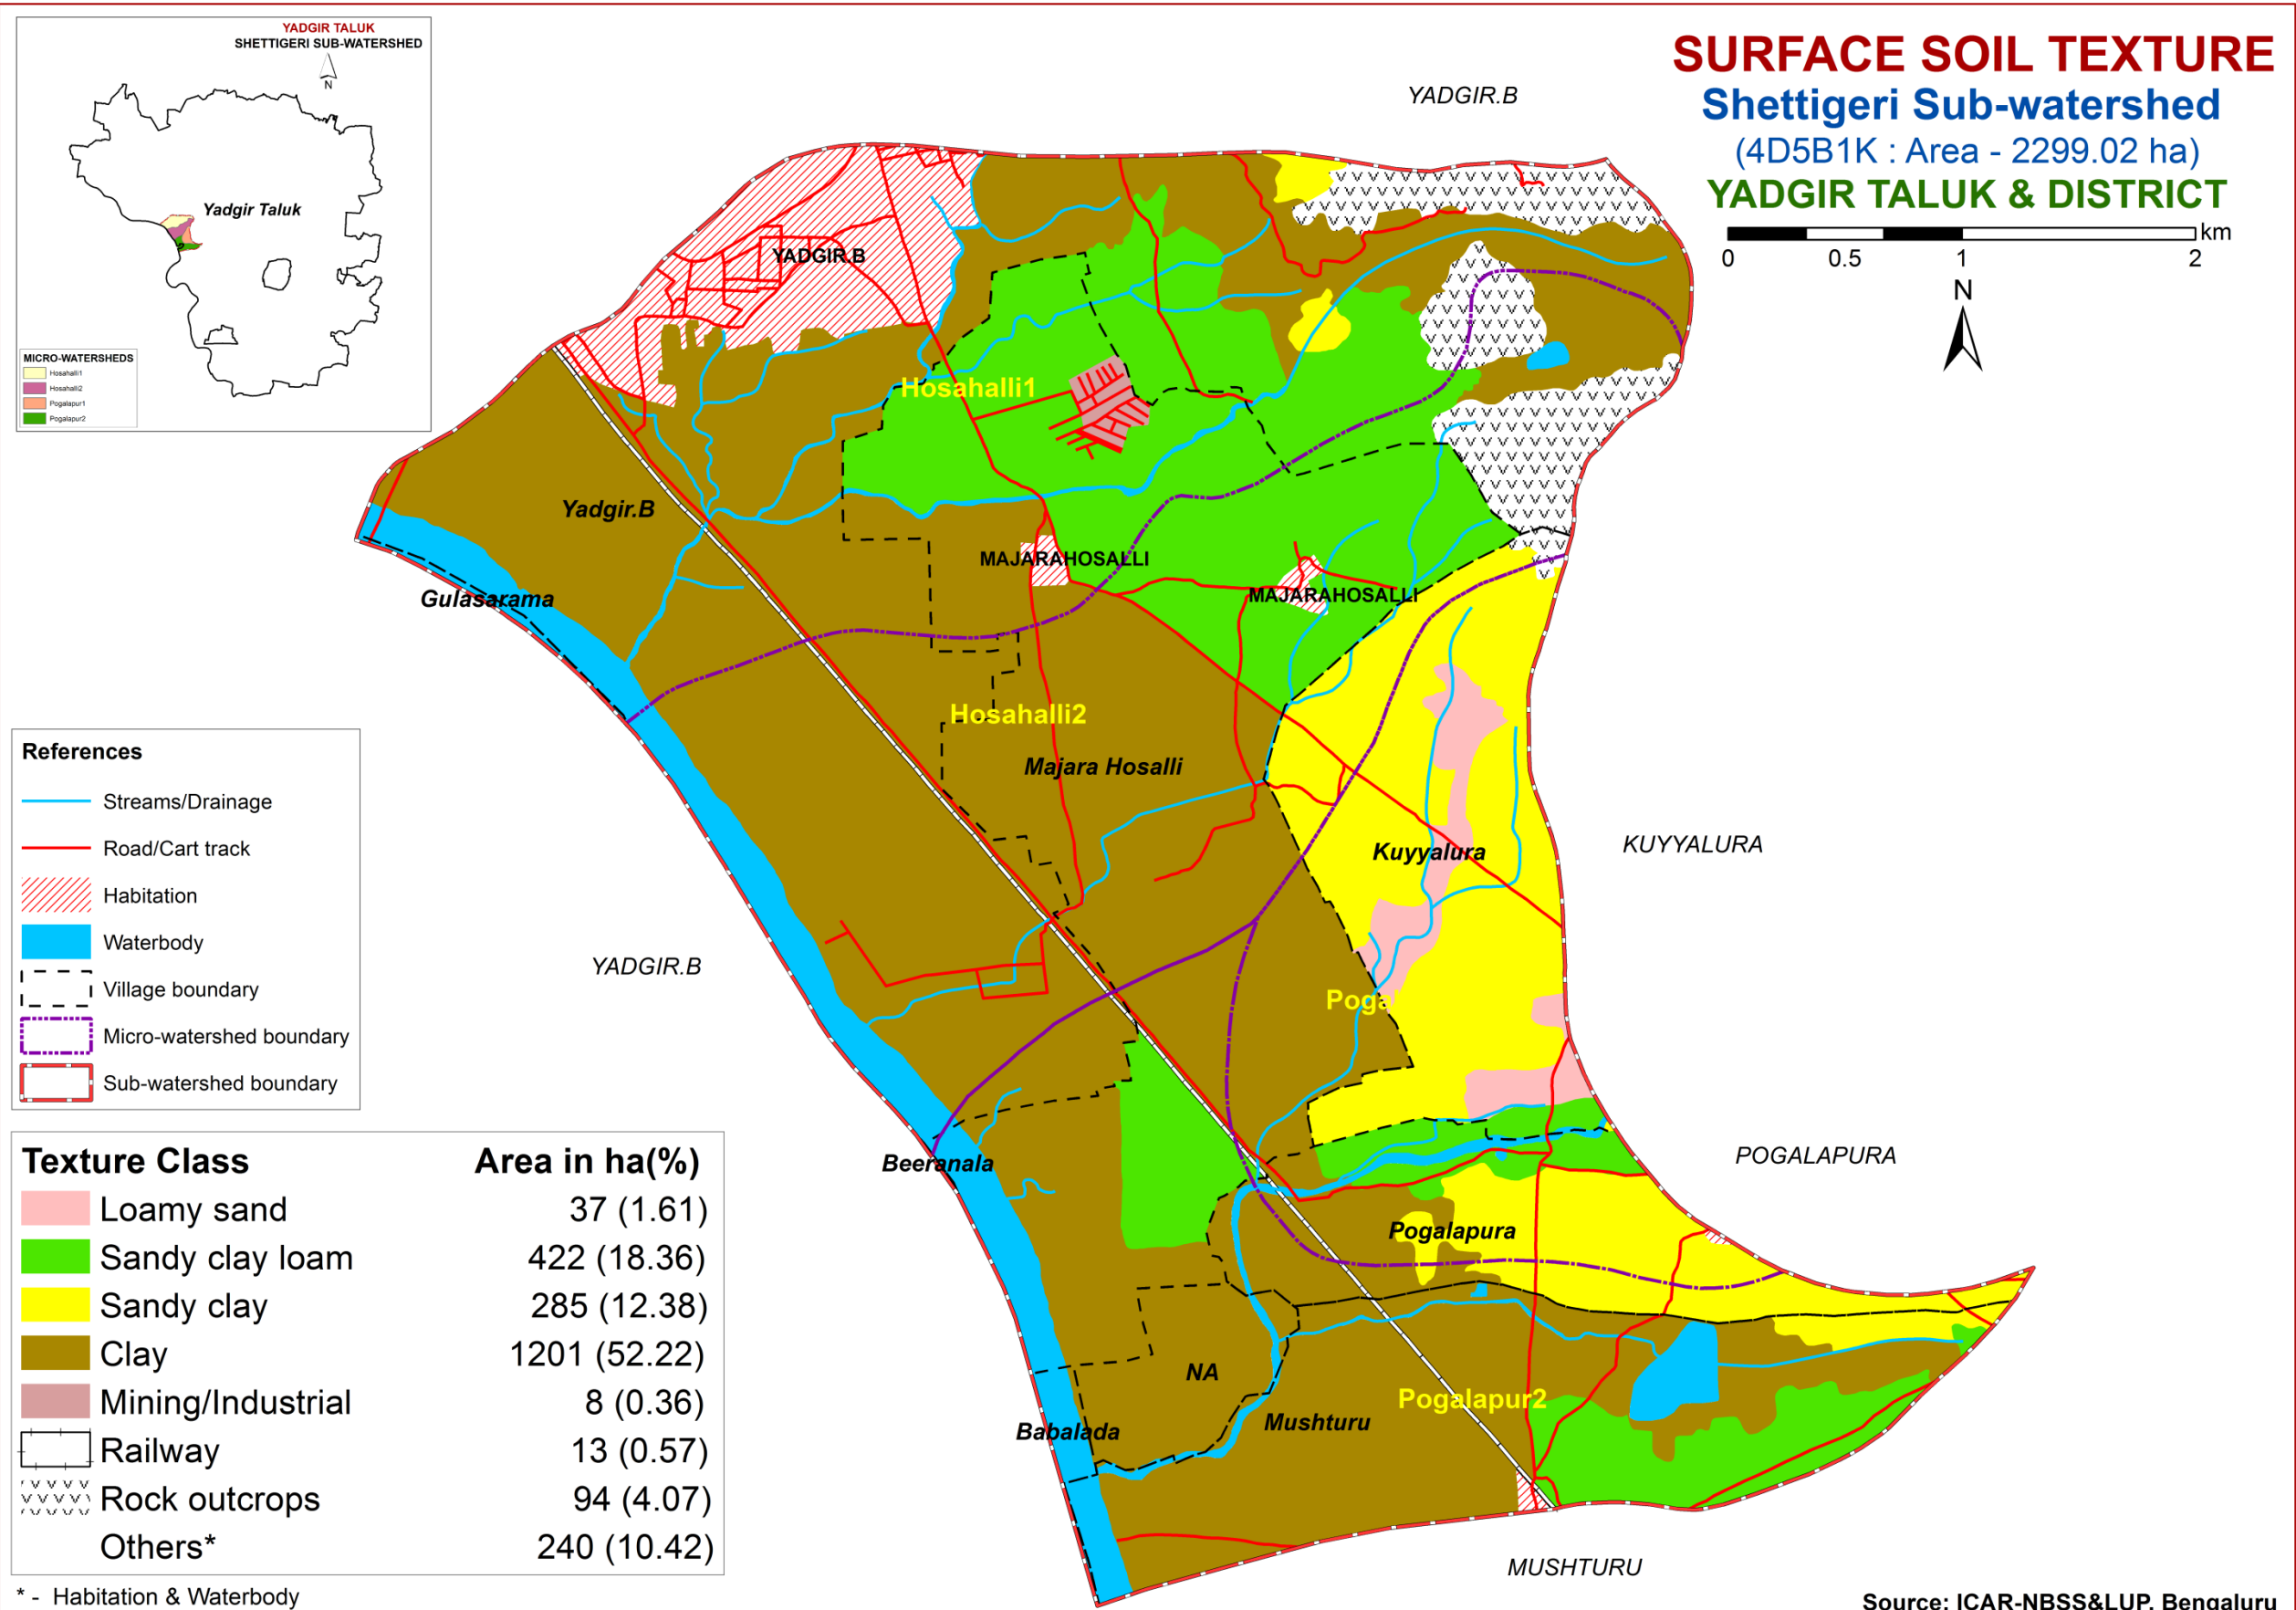 YADGIR TALUK
SHETTIGERI SUB-WATERSHED
N
Yadgir Taluk
MICRO-WATERSHEDS
Hosahalli1
Hosahalli2
Pogalapur1
Pogalapur2
SURFACE SOIL TEXTURE
Shettigeri Sub-watershed
(4D5B1K : Area - 2299.02 ha)
YADGIR TALUK & DISTRICT
km
0 0.5 1 2
N
YADGIR.B
YADGIR.B
Hosahalli1
Yadgir.B
MAJARAHOSALLI
MAJARAHOSALLI
Gulasarama
Hosahalli2
Majara Hosalli
Kuyyalura
KUYYALURA
YADGIR.B
Poga
Beeranala
POGALAPURA
Pogalapura
NA
Pogalapur2
Mushturu
Babalada
MUSHTURU
References
Streams/Drainage
Road/Cart track
Habitation
Waterbody
Village boundary
Micro-watershed boundary
Sub-watershed boundary
Texture Class Area in ha(%)
Loamy sand 37 (1.61)
Sandy clay loam 422 (18.36)
Sandy clay 285 (12.38)
Clay 1201 (52.22)
Mining/Industrial 8 (0.36)
Railway 13 (0.57)
Rock outcrops 94 (4.07)
Others* 240 (10.42)
* - Habitation & Waterbody
Source: ICAR-NBSS&LUP, Bengaluru